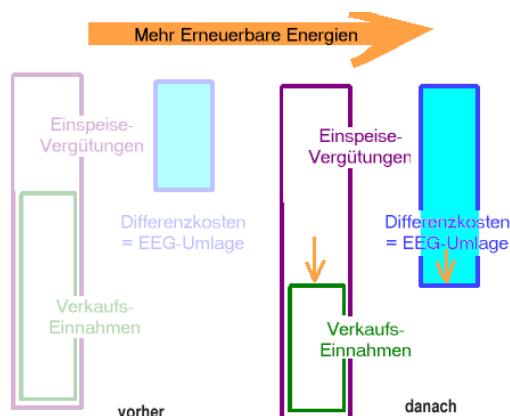 Mehr Erneuerbare Energien
Einspeise-
Vergütungen
Differenzkosten
= EEG-Umlage
Verkaufs-
Einnahmen
vorher
Einspeise-
Vergütungen
Differenzkosten
= EEG-Umlage
Verkaufs-
Einnahmen
danach